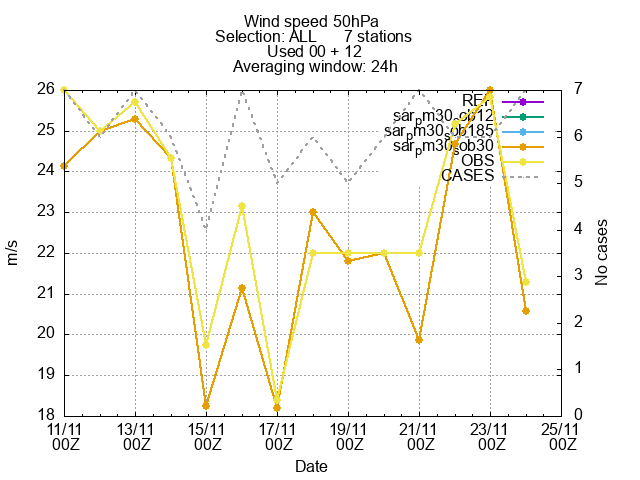 Wind speed 50hPa
Selection: ALL 7 stations
Used 00 + 12
Averaging window: 24h
26
25
24
23
22
21
20
19
18
7
6
5
4
3
2
1
0
m/s
No cases
REF
sar_pm30_sob12
sar_pm30_sob185
sar_pm30_sob30
OBS
CASES
11/11 13/11 15/11 17/11 19/11 21/11 23/11 25/11
00Z 00Z 00Z 00Z 00Z 00Z 00Z 00Z
Date